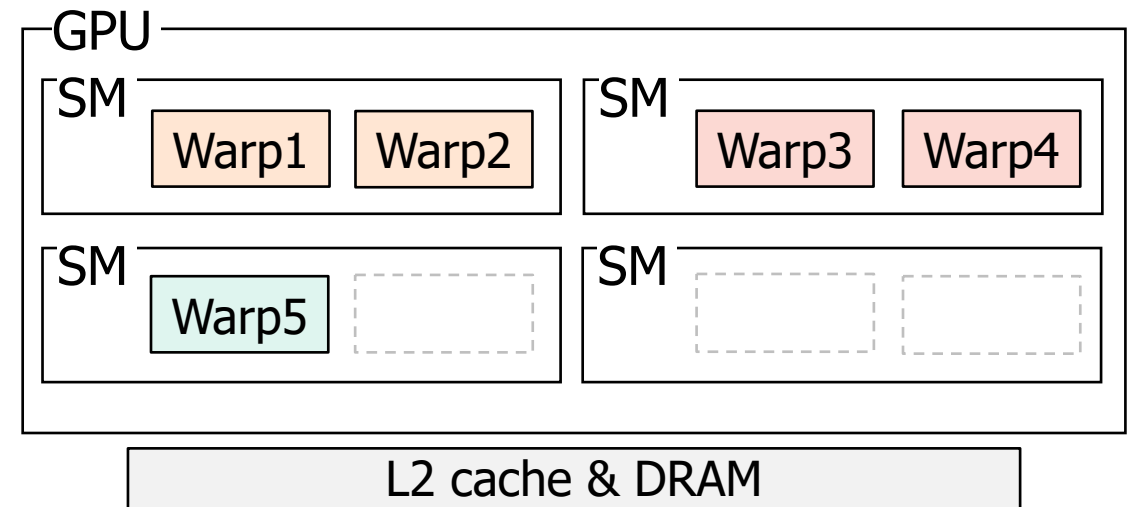 GPU
SM
Warp1 Warp2
SM
Warp3 Warp4
SM
Warp5
SM
L2 cache & DRAM